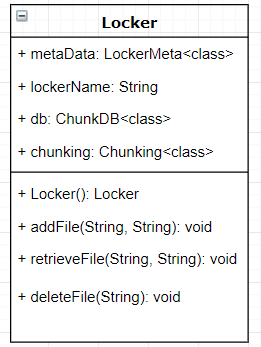 Locker
+ metaData: LockerMeta<class>
+ lockerName: String
+ db: ChunkDB<class>
+ chunking: Chunking<class>
+ Locker(): Locker
+ addFile(String, String): void
+ retrieveFile(String, String): void
+ deleteFile(String): void